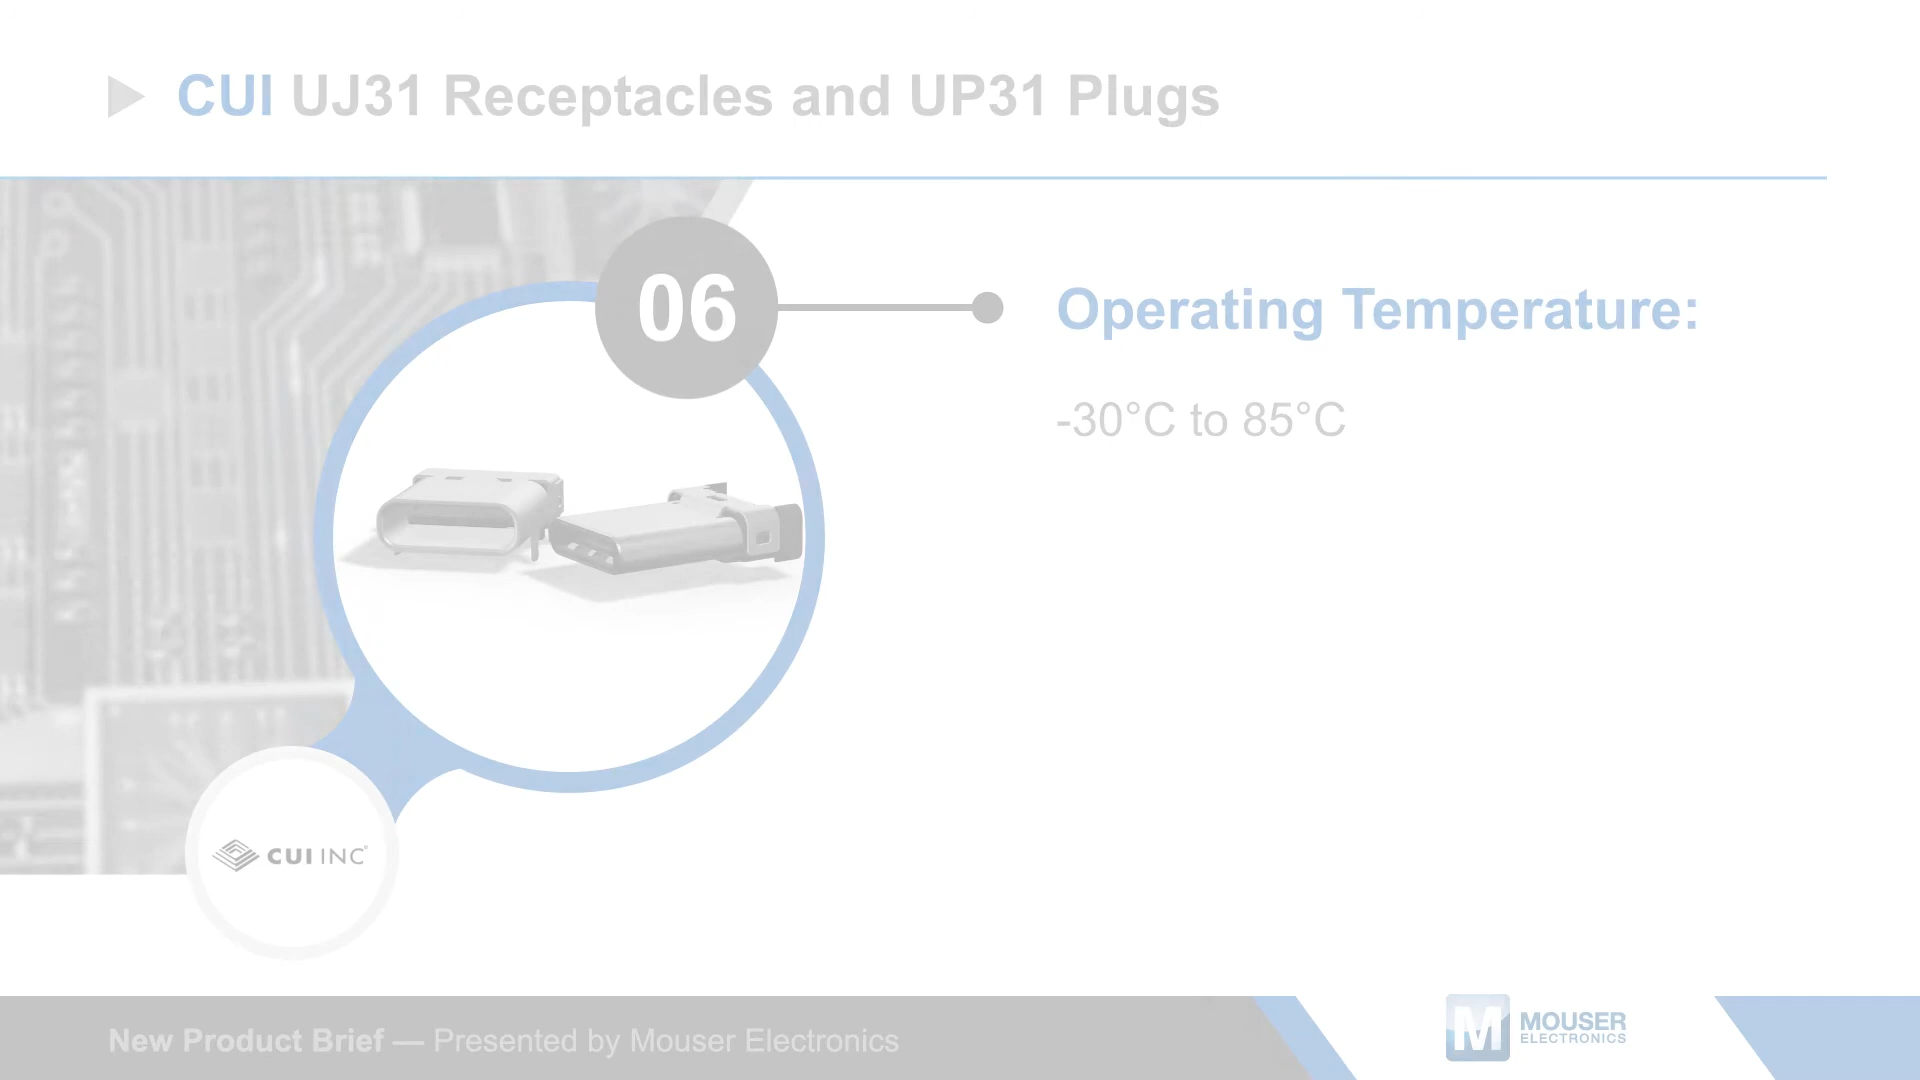 CUI UJ31 Receptacles and UP31 Plugs
06
Operating Temperature:
-30°C to 85°C
CUI INC®
New Product Brief — Presented by Mouser Electronics
M
MOUSER
ELECTRONICS